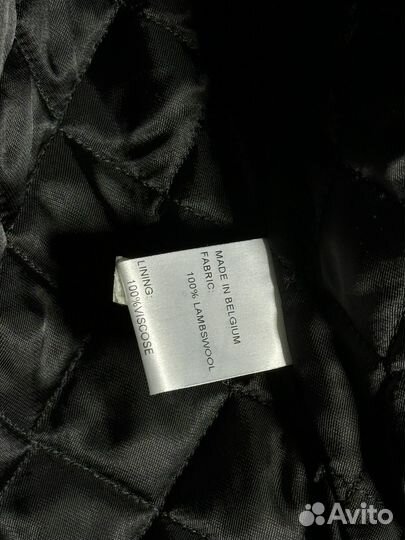 MADE IN BELGIUM
FABRIC:
100% LAMBSWOOL
LINING:
100%VISCOSE
Avito